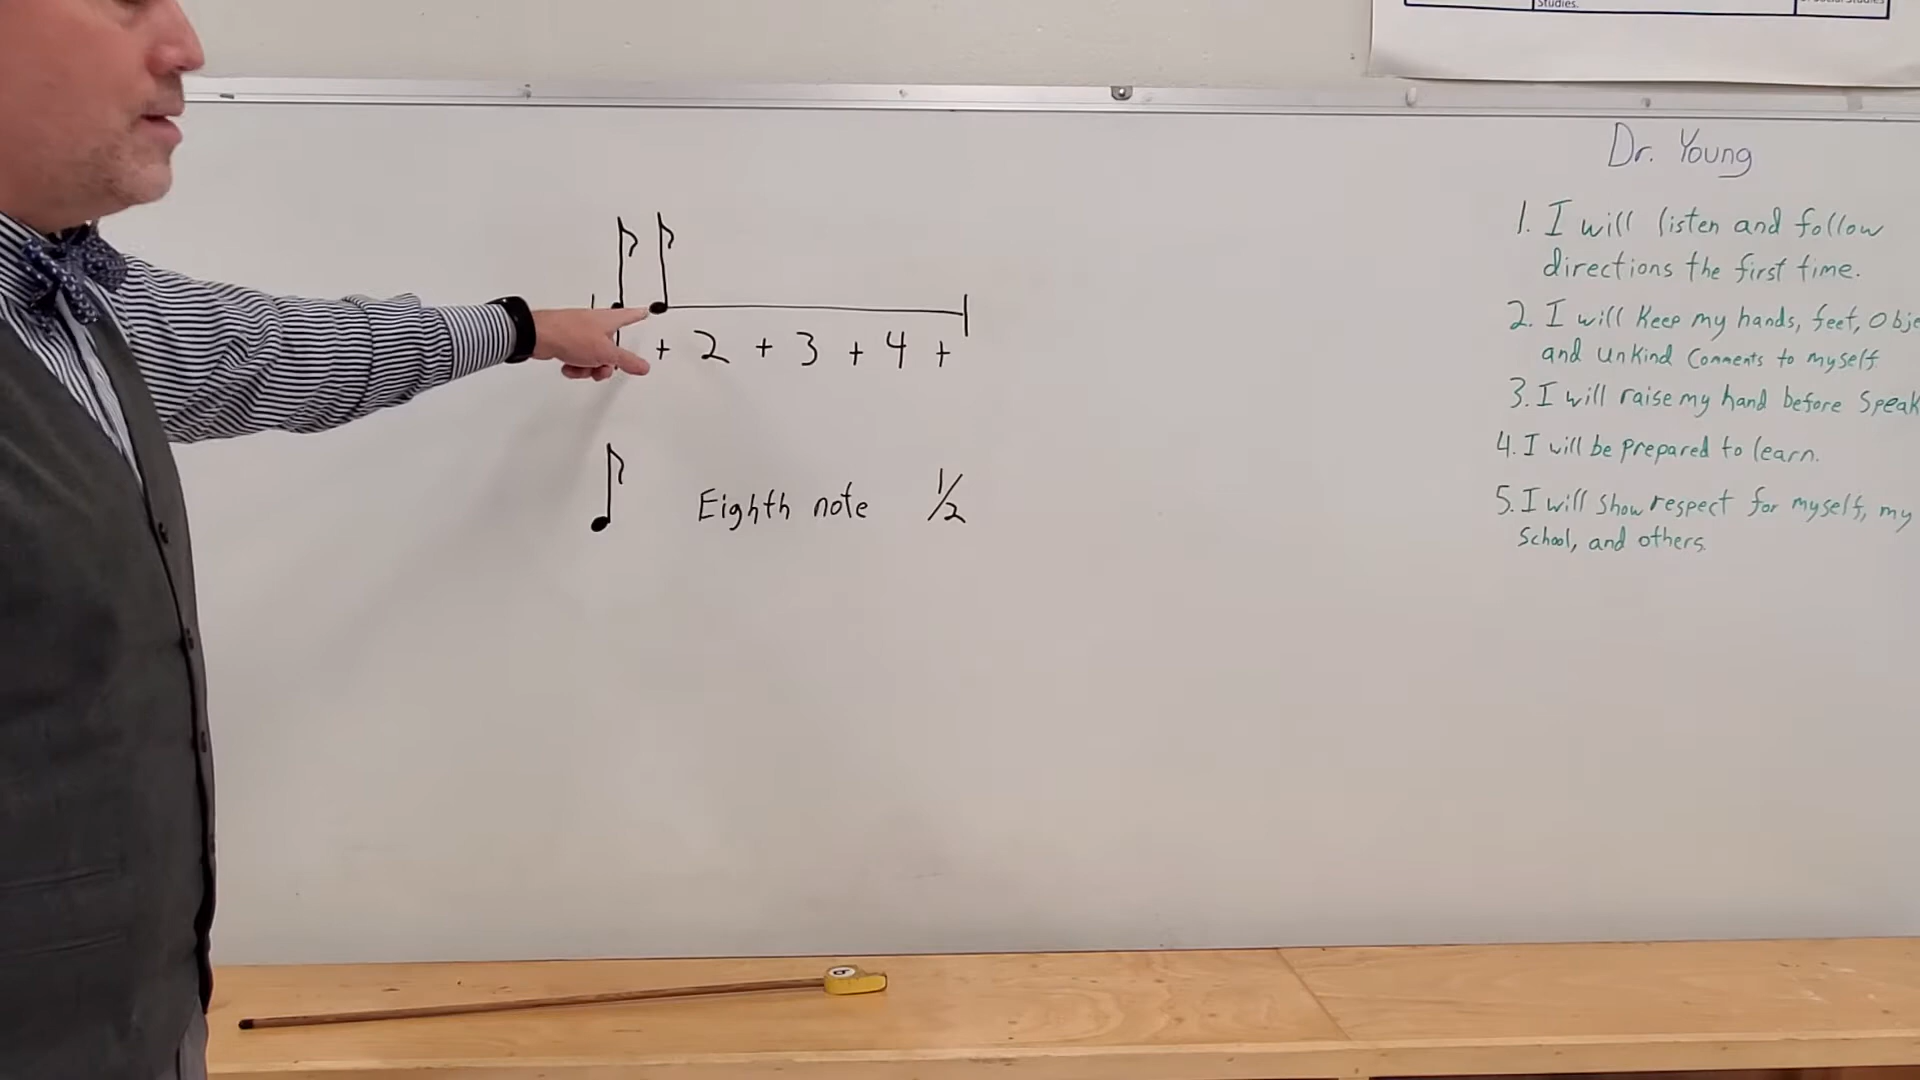 Studies.
Dr. Young
1. I will listen and follow
directions the first time.
2. I will keep my hands, feet,
and unkind comments to myself.
3. I will raise my hand before
4. I will be prepared to learn.
5. I will show respect for myself, my
School, and others.
1 + 2 + 3 + 4 +
Eighth note 1/2